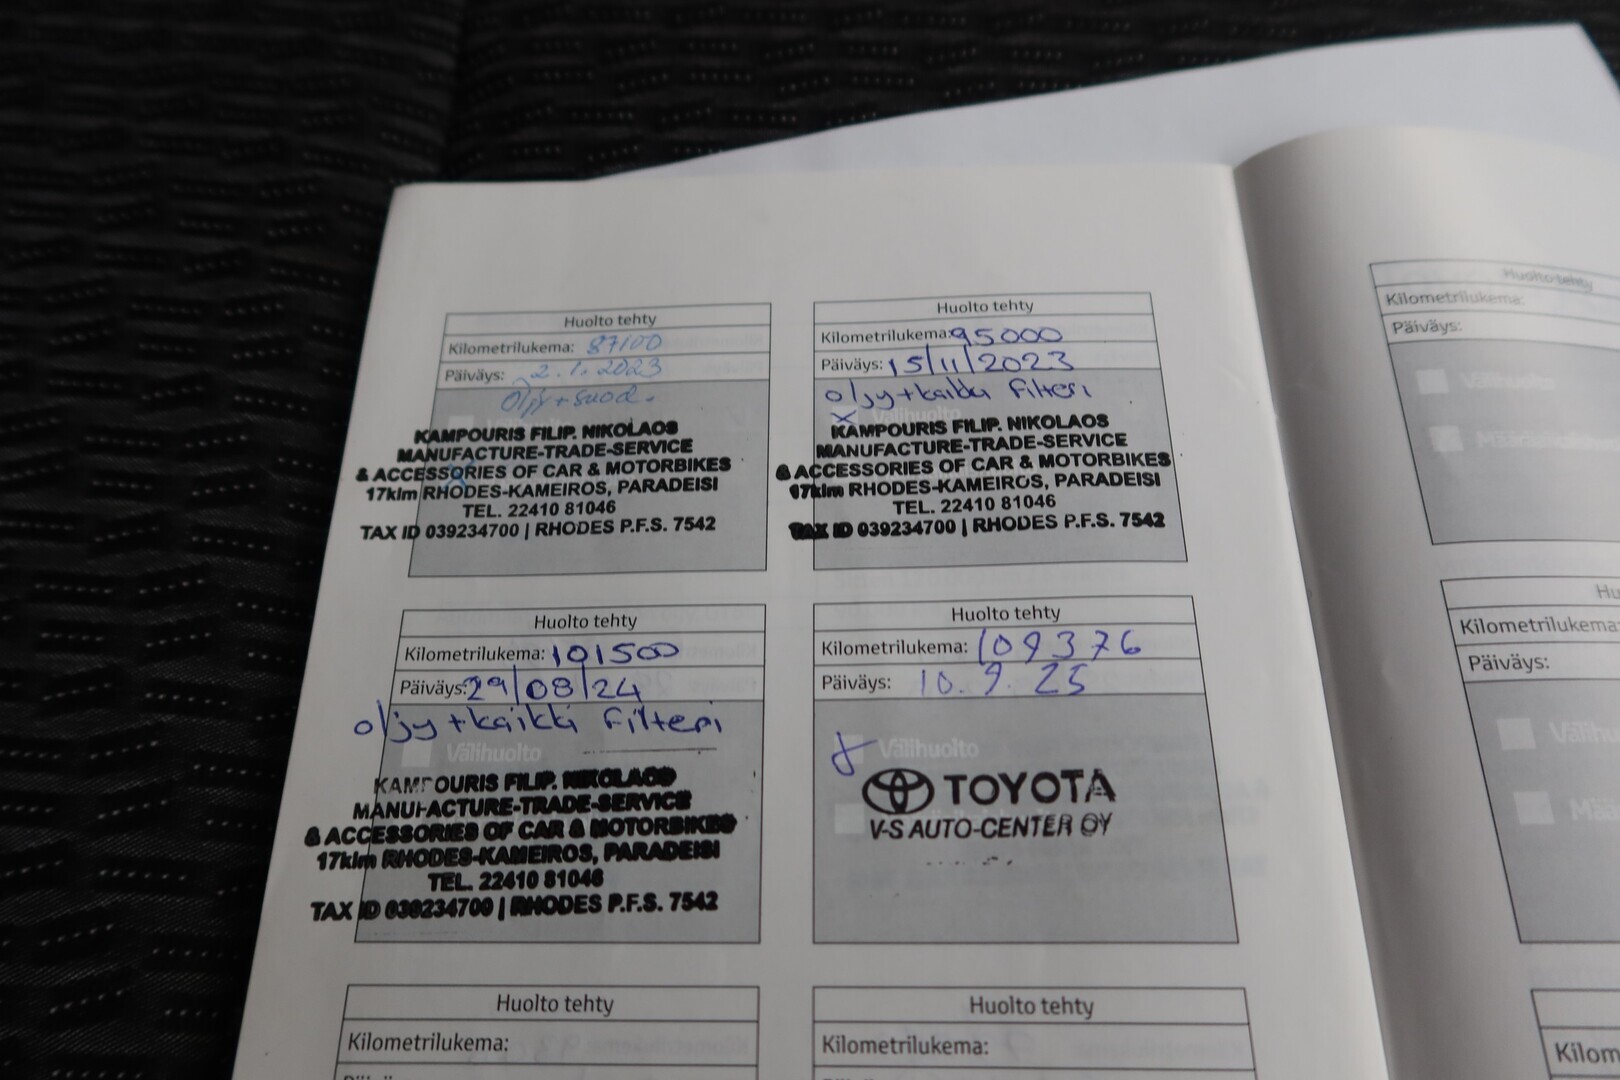 Huolto tehty
Kilometrilukema: 87100
Päiväys: 2.1.2023
Öljy + suod.
KAMPOURIS FILIP. NIKOLAOS
MANUFACTURE-TRADE-SERVICE
& ACCESSORIES OF CAR & MOTORBIKES
17klm RHODES-KAMEIROS, PARADEISI
TEL. 22410 81046
TAX ID 039234700 | RHODES P.F.S. 7542
Huolto tehty
Kilometrilukema: 95000
Päiväys: 15/11/2023
oljy+kaikki filteri
x Välihuolto
KAMPOURIS FILIP. NIKOLAOS
MANUFACTURE-TRADE-SERVICE
& ACCESSORIES OF CAR & MOTORBIKES
17klm RHODES-KAMEIROS, PARADEISI
TEL. 22410 81046
TAX ID 039234700 | RHODES P.F.S. 7542
Huolto tehty
Kilometrilukema: 101500
Päiväys: 29/08/24
oljy+kaikki filteri
Välihuolto
KAMPOURIS FILIP. NIKOLAOS
MANUFACTURE-TRADE-SERVICE
& ACCESSORIES OF CAR & MOTORBIKES
17klm RHODES-KAMEIROS, PARADEISI
TEL. 22410 81046
TAX ID 039234700 | RHODES P.F.S. 7542
Huolto tehty
Kilometrilukema: 109376
Päiväys: 10.9.25
Välihuolto
TOYOTA
V-S AUTO-CENTER OY
Huolto tehty
Kilometrilukema:
Huolto tehty
Kilometrilukema:
Huolto tehty
Kilometrilukema:
Päiväys:
Välihuolto
Kilometrilukema:
Päiväys: